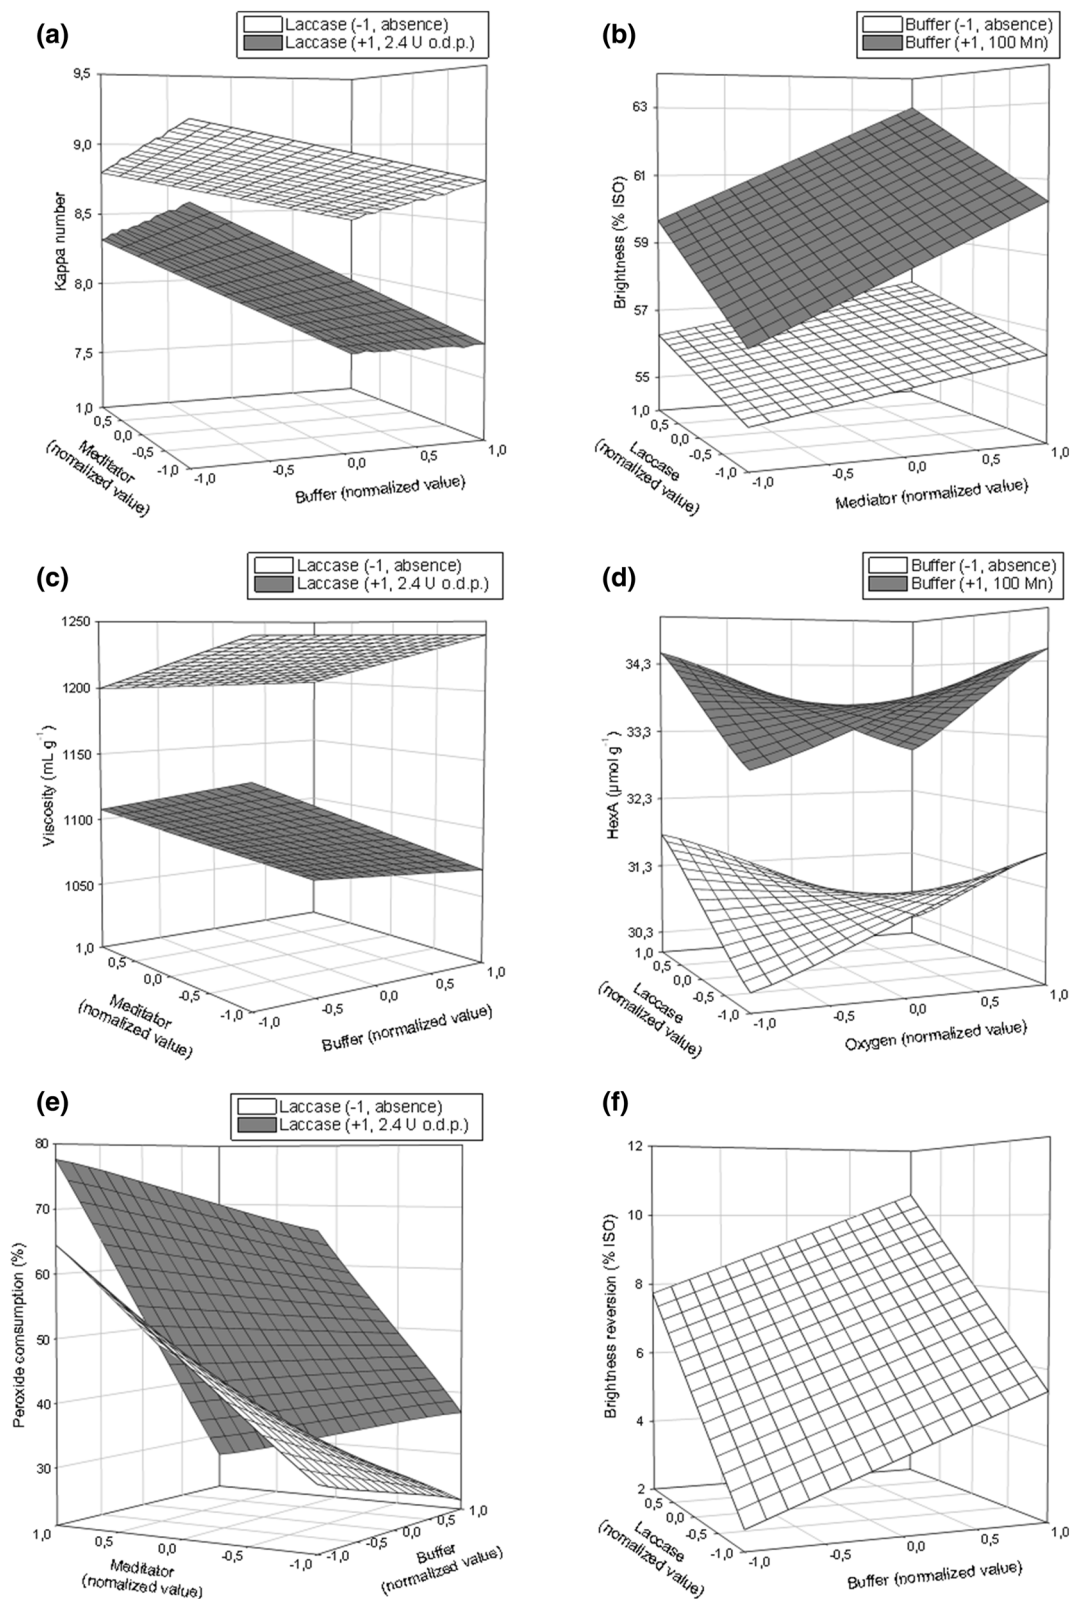 (a)
Laccase (-1, absence)
Laccase (+1, 2.4 U o.d.p.)
9,5
9,0
8,5
8,0
7,5
1,0
Kappa number
0,5
0,0
-0,5
-1,0
Meditator
(nomalized value)
-1,0
-0,5
0,0
0,5
1,0
Buffer (normalized value)
(b)
Buffer (-1, absence)
Buffer (+1, 100 Mn)
63
61
59
57
55
1,0
Brightness (% ISO)
0,5
0,0
-0,5
-1,0
Laccase
(nomalized value)
-1,0
-0,5
0,0
0,5
1,0
Mediator (normalized value)
(c)
Laccase (-1, absence)
Laccase (+1, 2.4 U o.d.p.)
1250
1200
1150
1100
1050
1,0
Viscosity (mL g-1)
0,5
0,0
-0,5
-1,0
Meditator
(nomalized value)
-1,0
-0,5
0,0
0,5
1,0
Buffer (normalized value)
(d)
Buffer (-1, absence)
Buffer (+1, 100 Mn)
34,3
33,3
32,3
31,3
30,3
1,0
HexA (µmol g-1)
0,5
0,0
-0,5
-1,0
Laccase
(nomalized value)
-1,0
-0,5
0,0
0,5
1,0
Oxygen (normalized value)
(e)
Laccase (-1, absence)
Laccase (+1, 2.4 U o.d.p.)
80
70
60
50
40
30
Peroxide comsumption (%)
1,0
0,5
0,0
-0,5
-1,0
Meditator
(nomalized value)
-1,0
-0,5
0,0
0,5
1,0
Buffer
(normalized value)
(f)
12
10
8
6
4
2
Brightness reversion (% ISO)
0,5
0,0
-0,5
-1,0
Laccase
(nomalized value)
-1,0
-0,5
0,0
0,5
1,0
Buffer (normalized value)